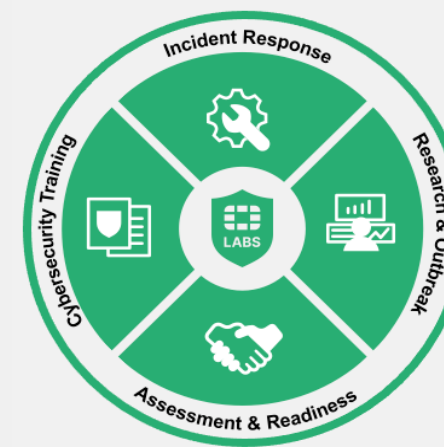 Incident Response
Cybersecurity Training
Research & Outbreak
LABS
Assessment & Readiness